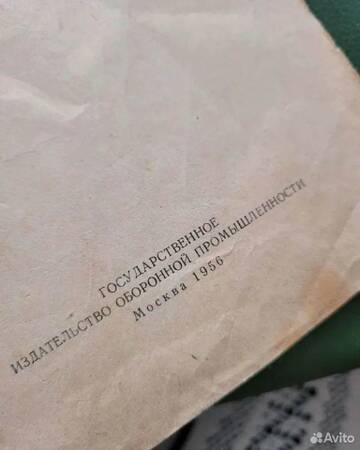 ГОСУДАРСТВЕННОЕ
ИЗДАТЕЛЬСТВО ОБОРОННОЙ ПРОМЫШЛЕННОСТИ
Москва 1956
Avito